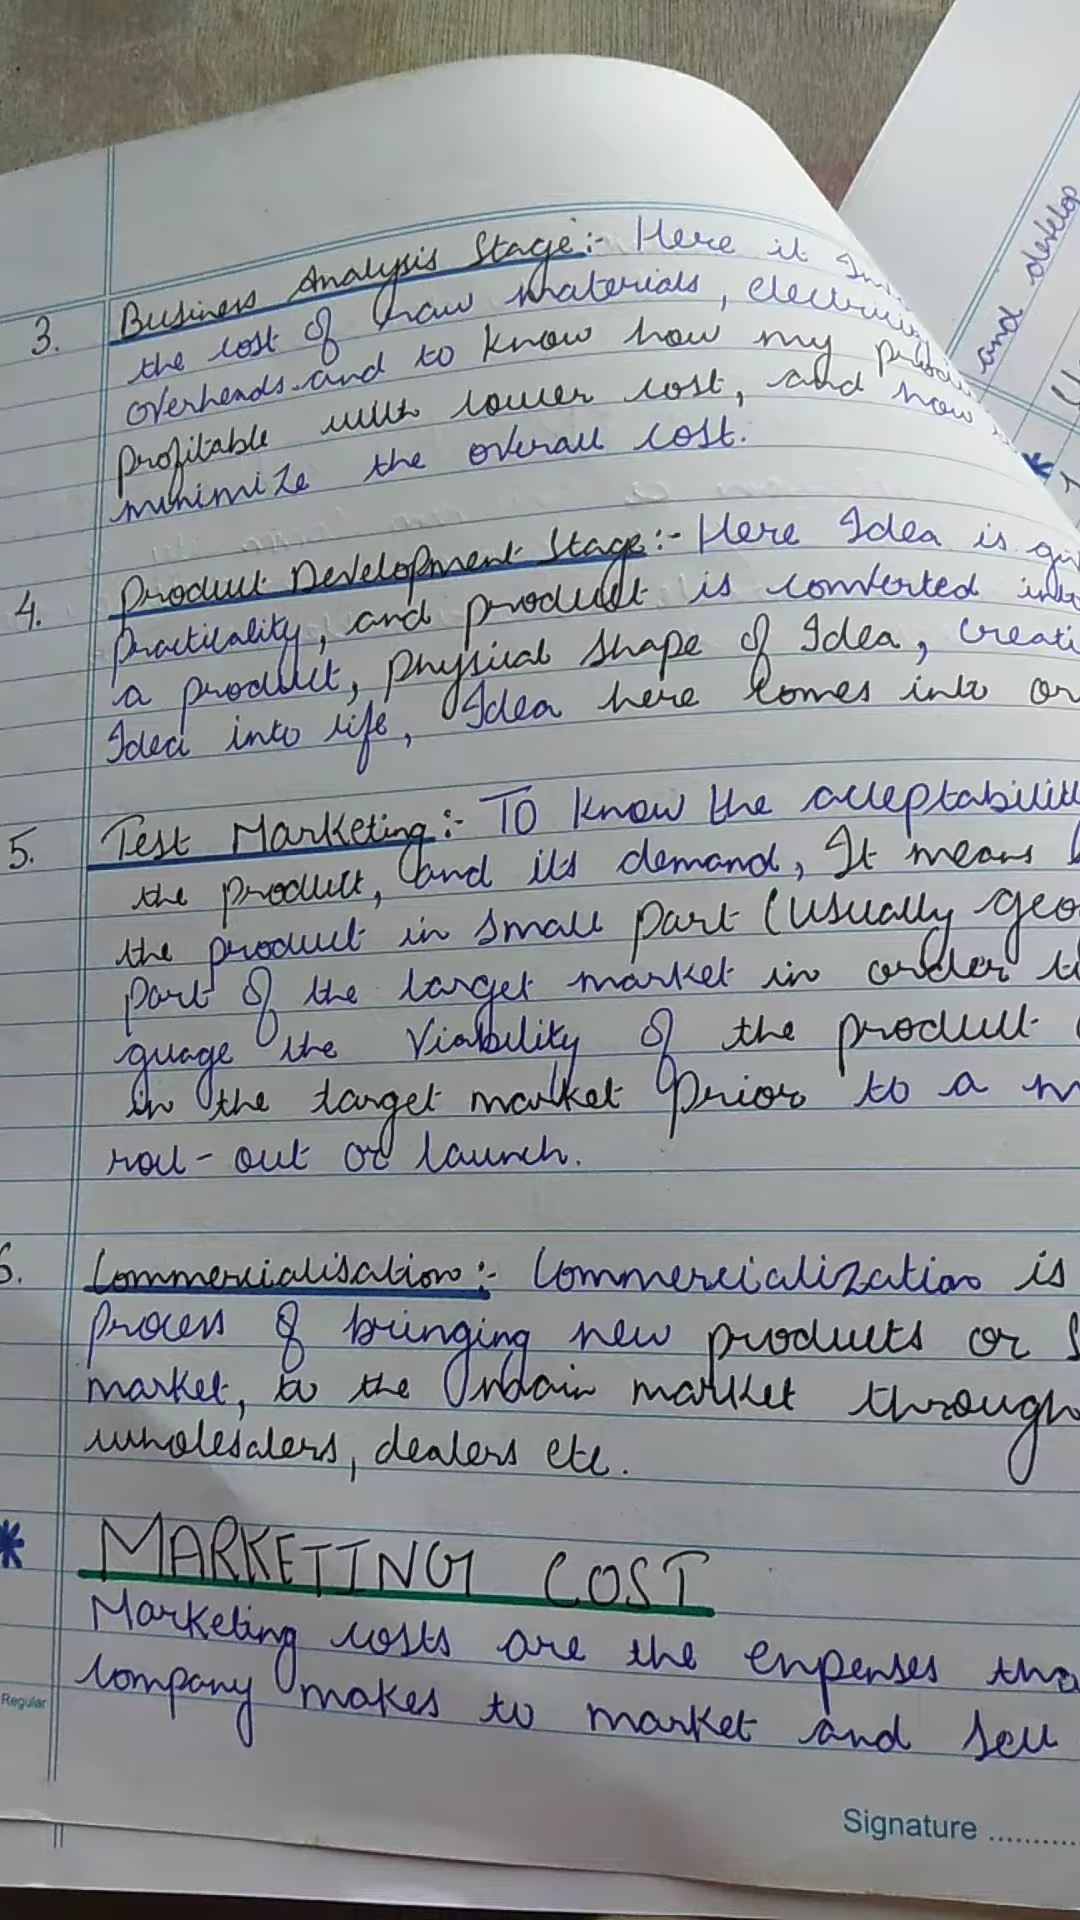 3. Business Analysis Stage:- Here it
the cost of raw materials,
overheads and to know how my
profitable with lower cost, and how
minimize the overall cost.
4. Product Development Stage:- Here Idea is
practicality, and product is converted into
a product, physical shape of Idea,
Idea into life, Idea here comes into
5. Test Marketing:- To know the
the product, and its demand, It means
the product in small part (usually
part of the target market in order
guage the viability of the product
in the target market prior to a
roll-out or launch.
6. Commercialisation:- Commercialization is
process of bringing new products or
market, to the main market through
wholesalers, dealers etc.
* MARKETING COST
Marketing costs are the expenses
company makes to market and sell
Regular
Signature ..........
and develop
*